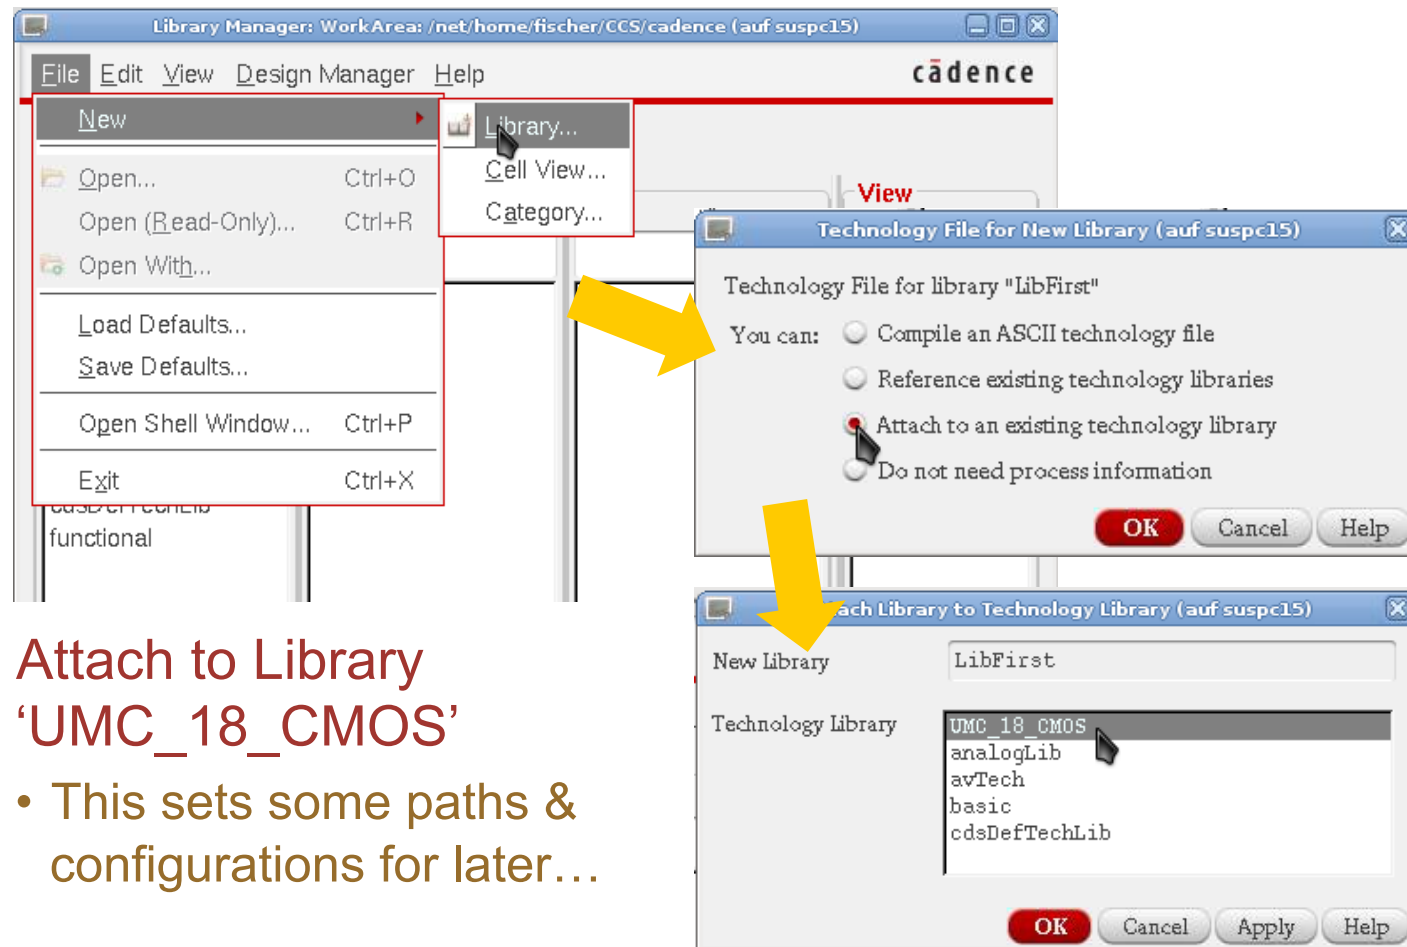 Library Manager: WorkArea: /net/home/fischer/CCS/cadence (auf suspc15)
File Edit View Design Manager Help
cādence
New
Library...
Cell View...
Category...
Open... Ctrl+O
Open (Read-Only)... Ctrl+R
Open With...
Load Defaults...
Save Defaults...
Open Shell Window... Ctrl+P
Exit Ctrl+X
cdsDefTechLib
functional
View
Technology File for New Library (auf suspc15)
Technology File for library "LibFirst"
You can:
Compile an ASCII technology file
Reference existing technology libraries
Attach to an existing technology library
Do not need process information
OK Cancel Help
ach Library to Technology Library (auf suspc15)
New Library LibFirst
Technology Library
UMC_18_CMOS
analogLib
avTech
basic
cdsDefTechLib
OK Cancel Apply Help
Attach to Library
‘UMC_18_CMOS’
• This sets some paths &
configurations for later…